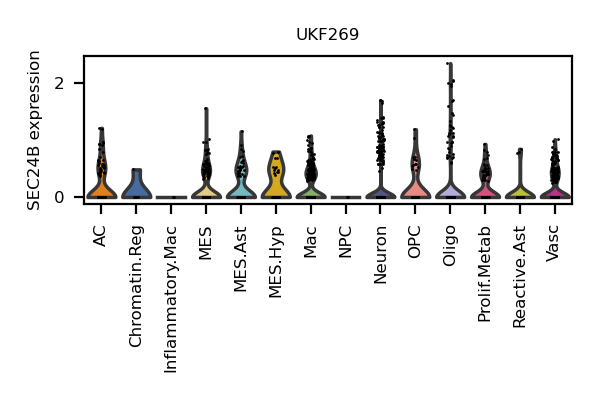 UKF269
SEC24B expression
2
0
AC
Chromatin.Reg
Inflammatory.Mac
MES
MES.Ast
MES.Hyp
Mac
NPC
Neuron
OPC
Oligo
Prolif.Metab
Reactive.Ast
Vasc